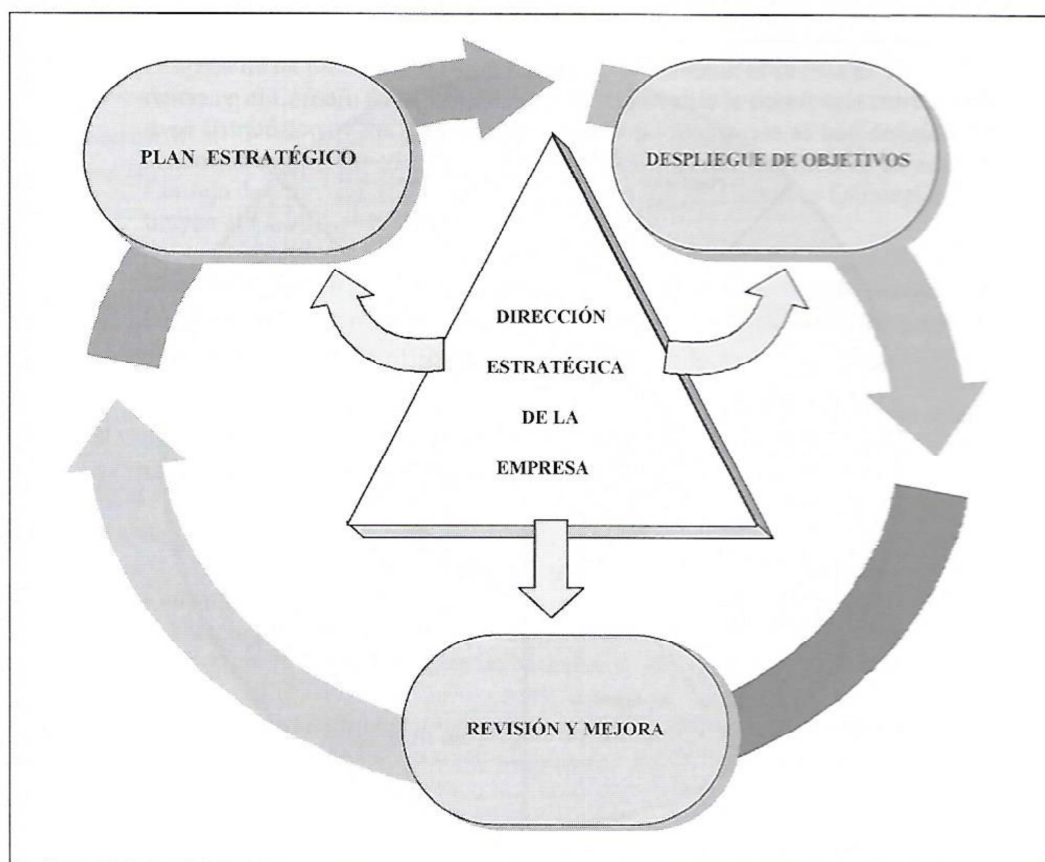 PLAN ESTRATÉGICO
DESPLIEGUE DE OBJETIVOS
DIRECCIÓN
ESTRATÉGICA
DE LA
EMPRESA
REVISIÓN Y MEJORA